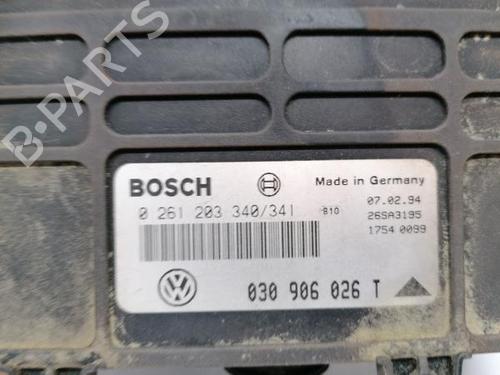 B-PARTS
BOSCH
Made in Germany
0 261 203 340/341 B10
07.02.94
26SA3195
1754 0099
030 906 026 T